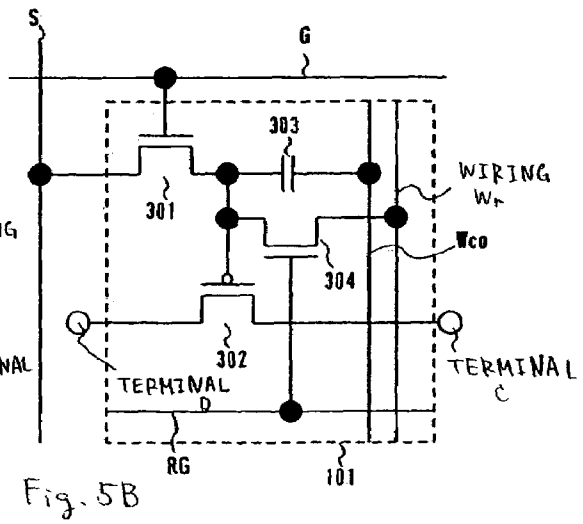 S
G
303
WIRING
Wr
301
Wco
304
302
TERMINAL
D
TERMINAL
C
RG
101
Fig. 5B